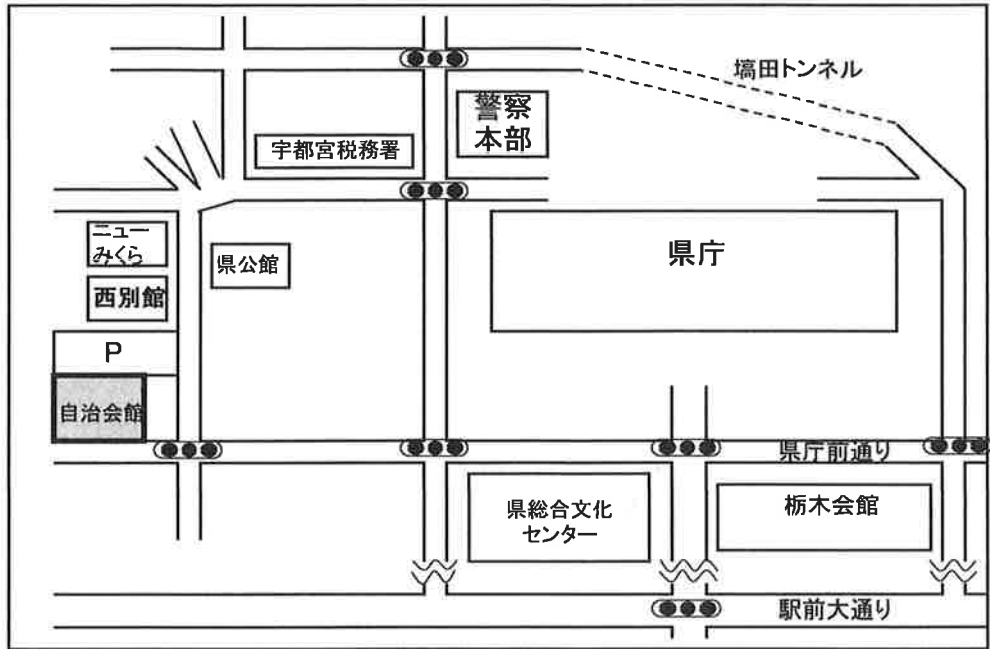 塙田トンネル
警察
本部
宇都宮税務署
ニュー
みくら
県公館
県庁
西別館
P
自治会館
県庁前通り
県総合文化
センター
栃木会館
駅前大通り